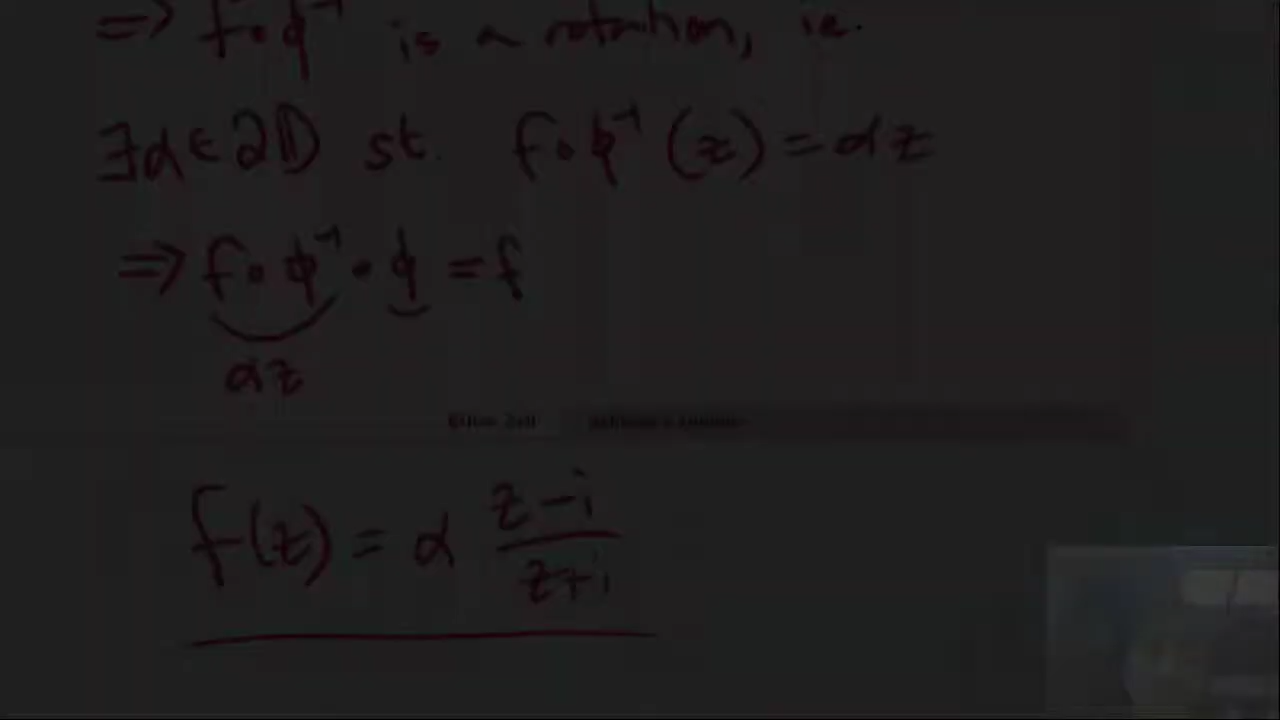 ⇒ f∘ϕ⁻¹ is a rotation, ie.
∃α∈∂𝔻 st. f∘ϕ⁻¹(z) = αz
⇒ f∘ϕ⁻¹∘ϕ = f
αz
f(z) = α (z-i)/(z+i)